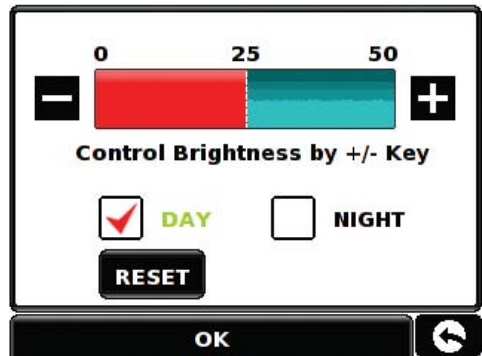 0 25 50
Control Brightness by +/- Key
DAY NIGHT
RESET
OK